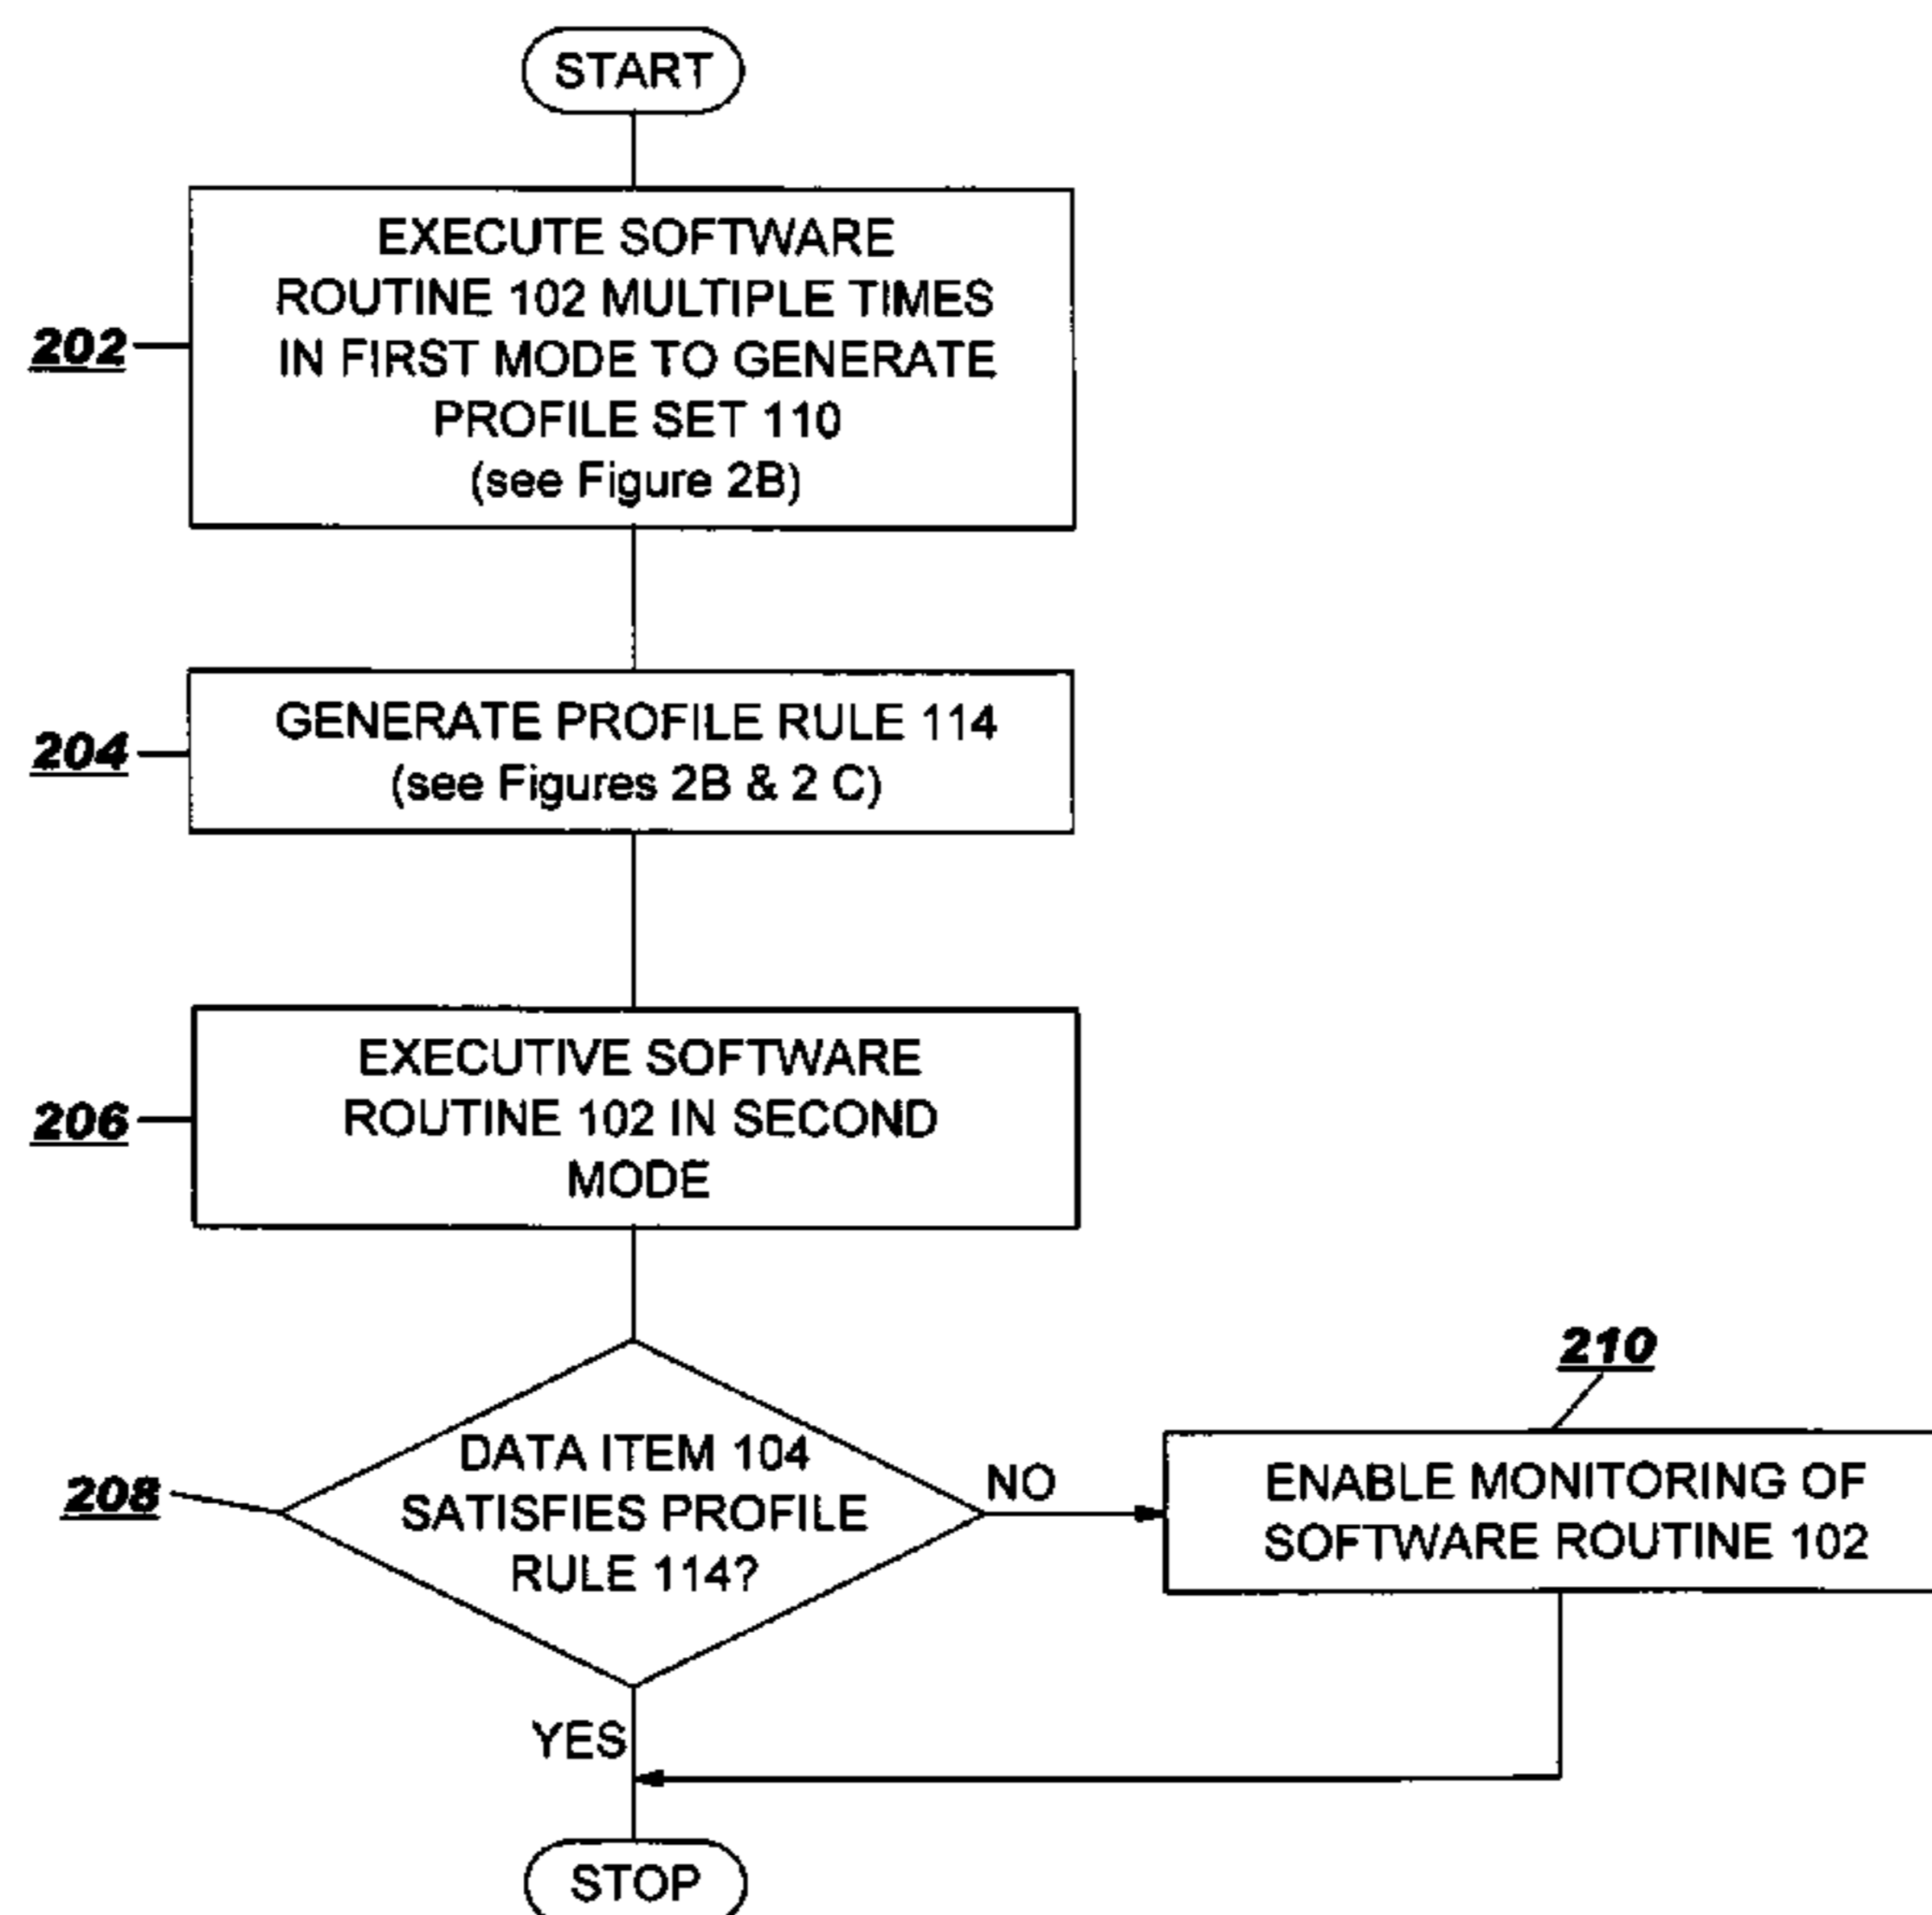 START
EXECUTE SOFTWARE
ROUTINE 102 MULTIPLE TIMES
IN FIRST MODE TO GENERATE
PROFILE SET 110
(see Figure 2B)
202
GENERATE PROFILE RULE 114
(see Figures 2B & 2 C)
204
EXECUTIVE SOFTWARE
ROUTINE 102 IN SECOND
MODE
206
DATA ITEM 104
SATISFIES PROFILE
RULE 114?
208
NO
210
ENABLE MONITORING OF
SOFTWARE ROUTINE 102
YES
STOP